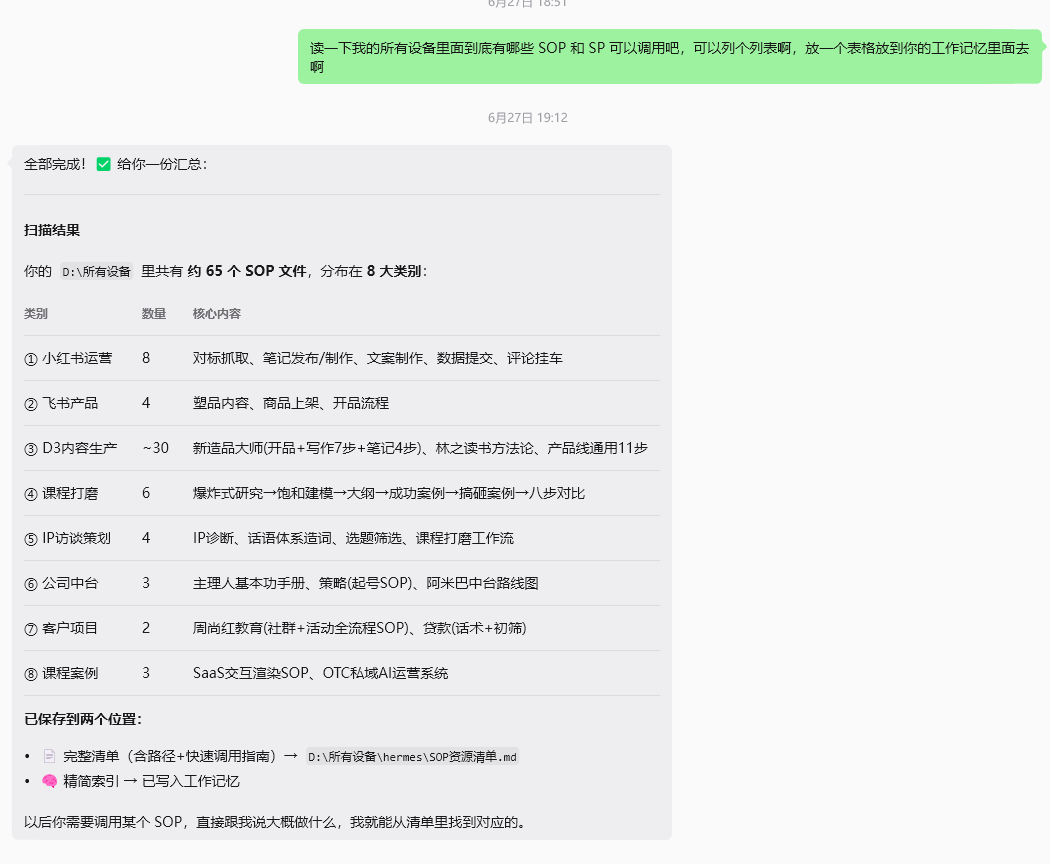 6月27日 18:51
读一下我的所有设备里面到底有哪些 SOP 和 SP 可以调用吧，可以列个列表啊，放一个表格放到你的工作记忆里面去
啊
6月27日 19:12
全部完成！ ✅ 给你一份汇总：
扫描结果
你的 D:\所有设备 里共有 约 65 个 SOP 文件，分布在 8 大类别：
类别 数量 核心内容
① 小红书运营 8 对标抓取、笔记发布/制作、文案制作、数据提交、评论挂车
② 飞书产品 4 塑品内容、商品上架、开品流程
③ D3内容生产 ~30 新造品大师(开品+写作7步+笔记4步)、林之读书方法论、产品线通用11步
④ 课程打磨 6 爆炸式研究→饱和建模→大纲→成功案例→搞砸案例→八步对比
⑤ IP访谈策划 4 IP诊断、话语体系造词、选题筛选、课程打磨工作流
⑥ 公司中台 3 主理人基本功手册、策略(起号SOP)、阿米巴中台路线图
⑦ 客户项目 2 周尚红教育(社群+活动全流程SOP)、贷款(话术+初筛)
⑧ 课程案例 3 SaaS交互渲染SOP、OTC私域AI运营系统
已保存到两个位置：
• 📄 完整清单（含路径+快速调用指南）→ D:\所有设备\hermes\SOP资源清单.md
• 🧠 精简索引 → 已写入工作记忆
以后你需要调用某个 SOP，直接跟我说大概做什么，我就能从清单里找到对应的。